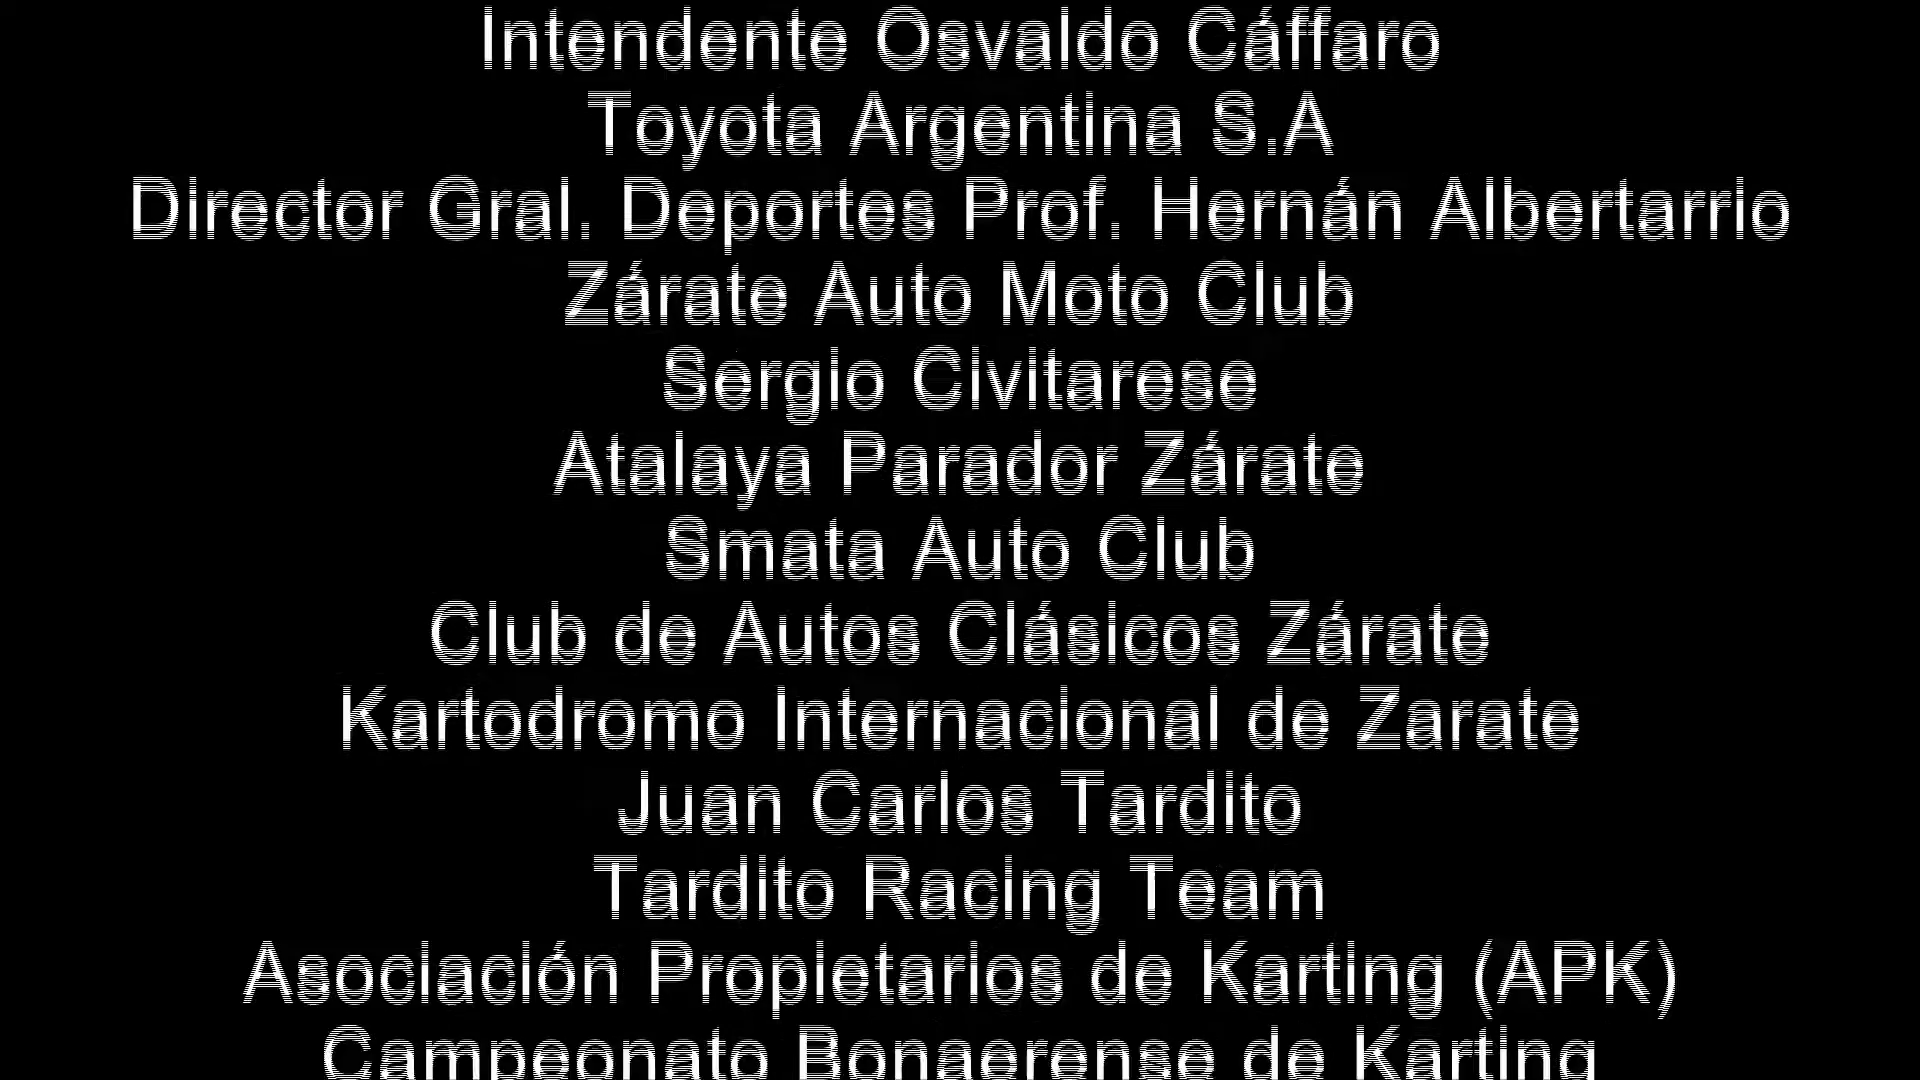 Intendente Osvaldo Cáffaro
Toyota Argentina S.A
Director Gral. Deportes Prof. Hernán Albertarrio
Zárate Auto Moto Club
Sergio Civitarese
Atalaya Parador Zárate
Smata Auto Club
Club de Autos Clásicos Zárate
Kartodromo Internacional de Zarate
Juan Carlos Tardito
Tardito Racing Team
Asociación Propietarios de Karting (APK)
Campeonato Bonaerense de Karting